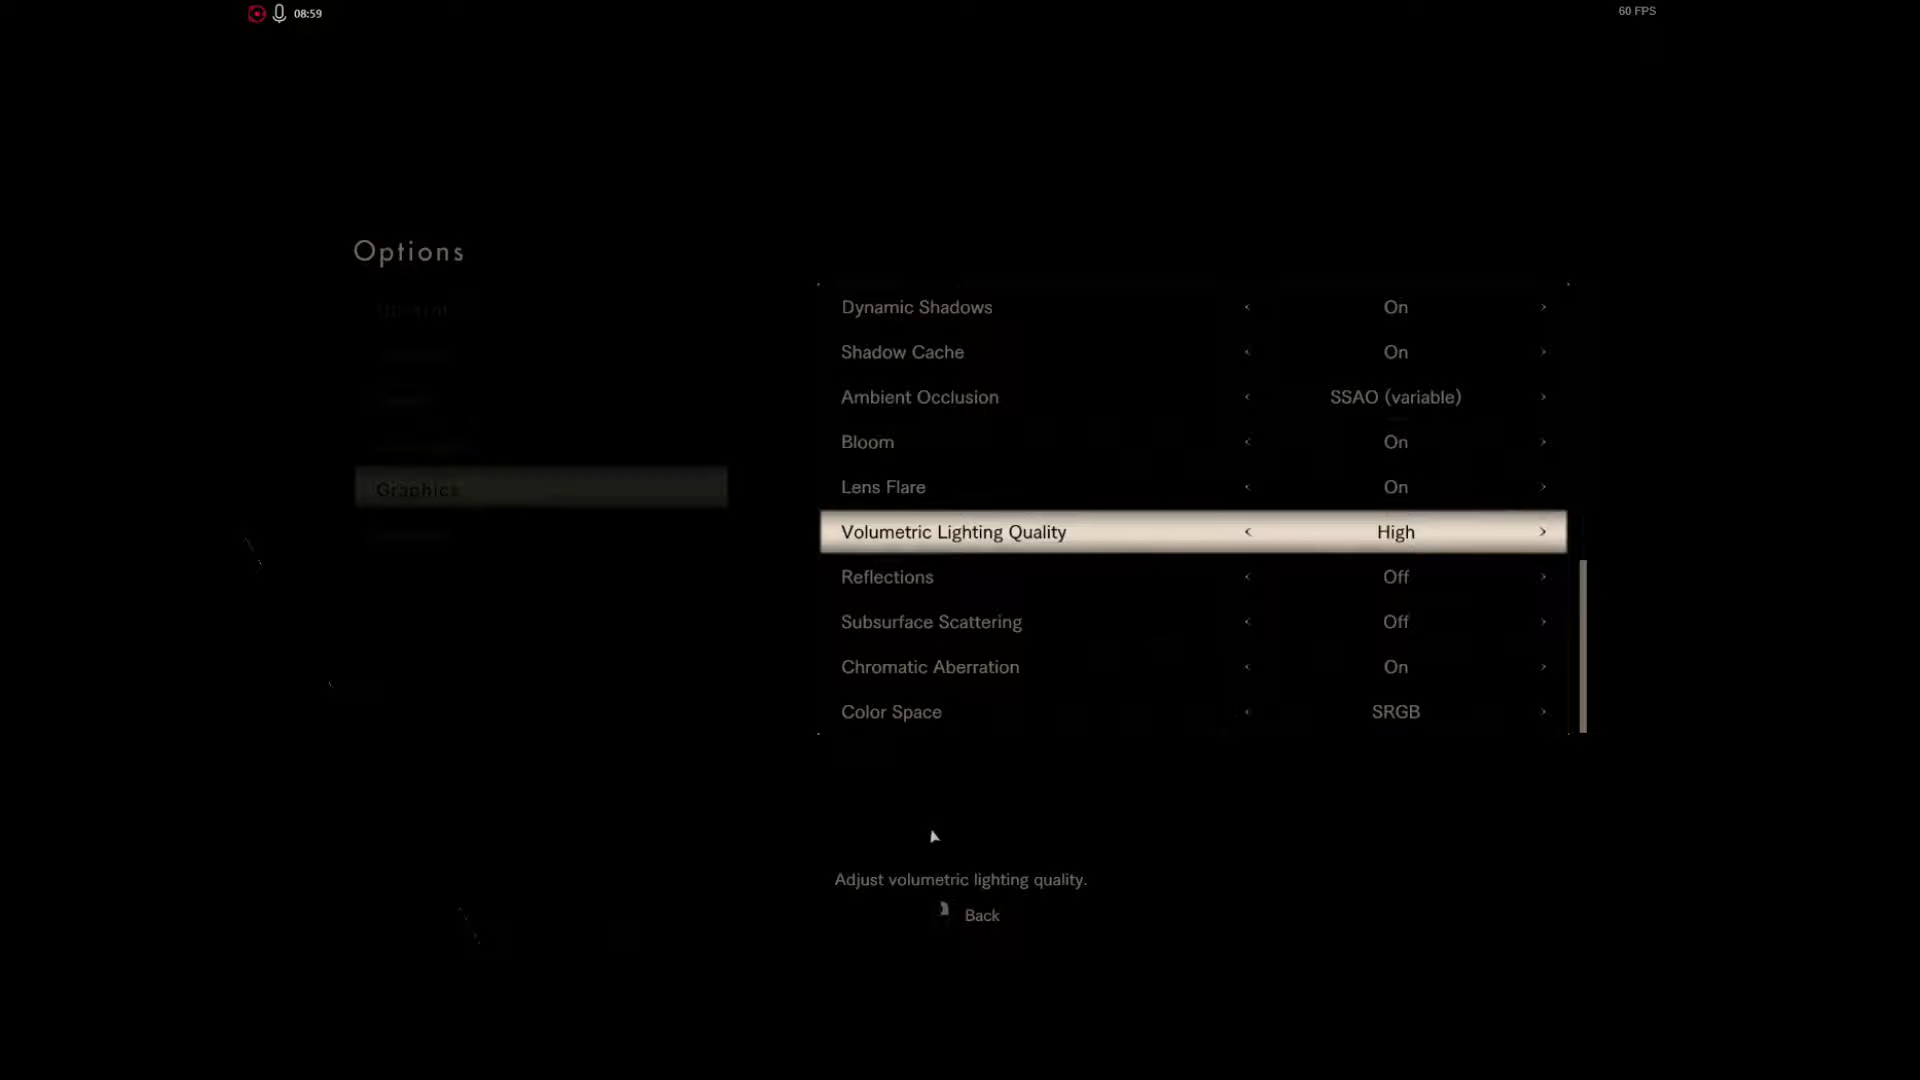 08:59
60 FPS
Options
Graphics
Dynamic Shadows < On >
Shadow Cache < On >
Ambient Occlusion < SSAO (variable) >
Bloom < On >
Lens Flare < On >
Volumetric Lighting Quality < High >
Reflections < Off >
Subsurface Scattering < Off >
Chromatic Aberration < On >
Color Space < SRGB >
Adjust volumetric lighting quality.
Back